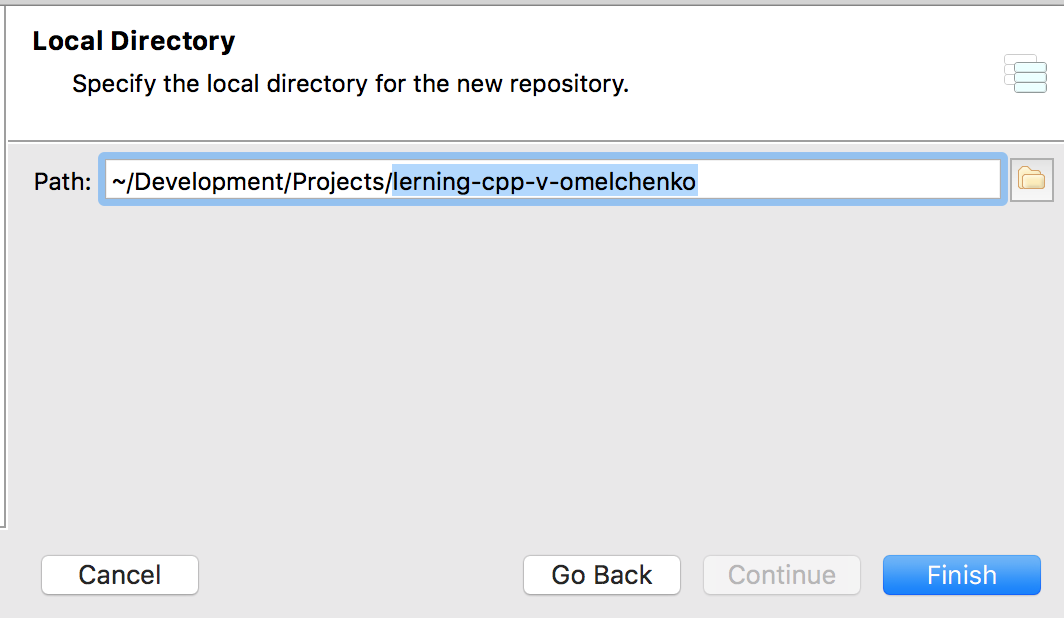 Local Directory
Specify the local directory for the new repository.
Path: ~/Development/Projects/lerning-cpp-v-omelchenko
Cancel Go Back Continue Finish